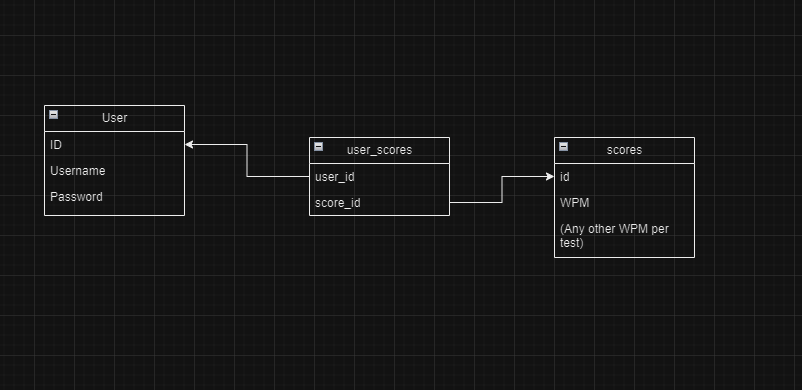 User
ID
Username
Password
user_scores
user_id
score_id
scores
id
WPM
(Any other WPM per
test)